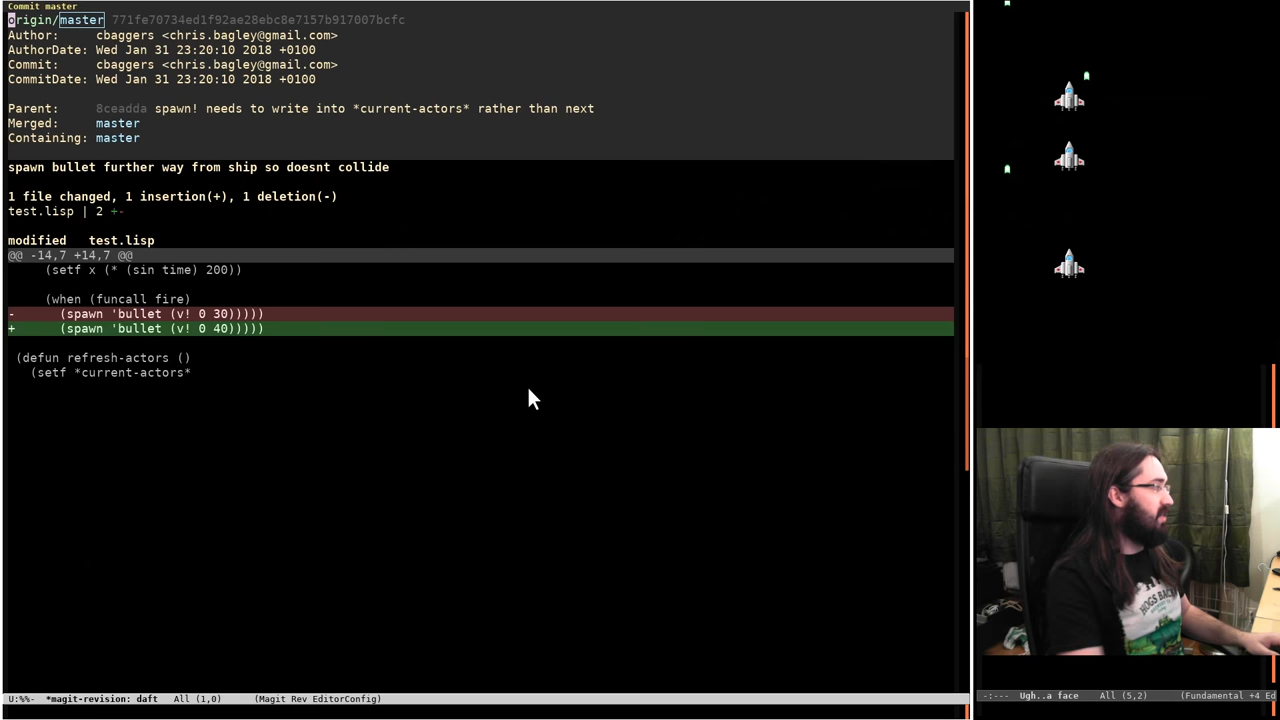 Commit master
origin/master 771fe70734ed1f92ae28ebc8e7157b917007bcfc
Author:     cbaggers <chris.bagley@gmail.com>
AuthorDate: Wed Jan 31 23:20:10 2018 +0100
Commit:     cbaggers <chris.bagley@gmail.com>
CommitDate: Wed Jan 31 23:20:10 2018 +0100
Parent:     8ceadda spawn! needs to write into *current-actors* rather than next
Merged:     master
Containing: master
spawn bullet further way from ship so doesnt collide
1 file changed, 1 insertion(+), 1 deletion(-)
test.lisp | 2 +-
modified   test.lisp
@@ -14,7 +14,7 @@
(setf x (* (sin time) 200))
(when (funcall fire)
-      (spawn 'bullet (v! 0 30)))))
+      (spawn 'bullet (v! 0 40)))))
(defun refresh-actors ()
(setf *current-actors*
HOGS BACK
U:%%-  *magit-revision: daft   All (1,0)      (Magit Rev EditorConfig)
-:---  Ugh..a face   All (5,2)      (Fundamental +4 Ed